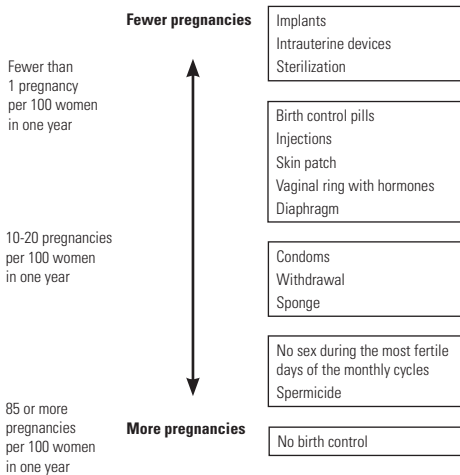 Fewer pregnancies
Implants
Intrauterine devices
Sterilization
Fewer than
1 pregnancy
per 100 women
in one year
Birth control pills
Injections
Skin patch
Vaginal ring with hormones
Diaphragm
10-20 pregnancies
per 100 women
in one year
Condoms
Withdrawal
Sponge
No sex during the most fertile
days of the monthly cycles
Spermicide
85 or more
pregnancies
per 100 women
in one year
More pregnancies
No birth control